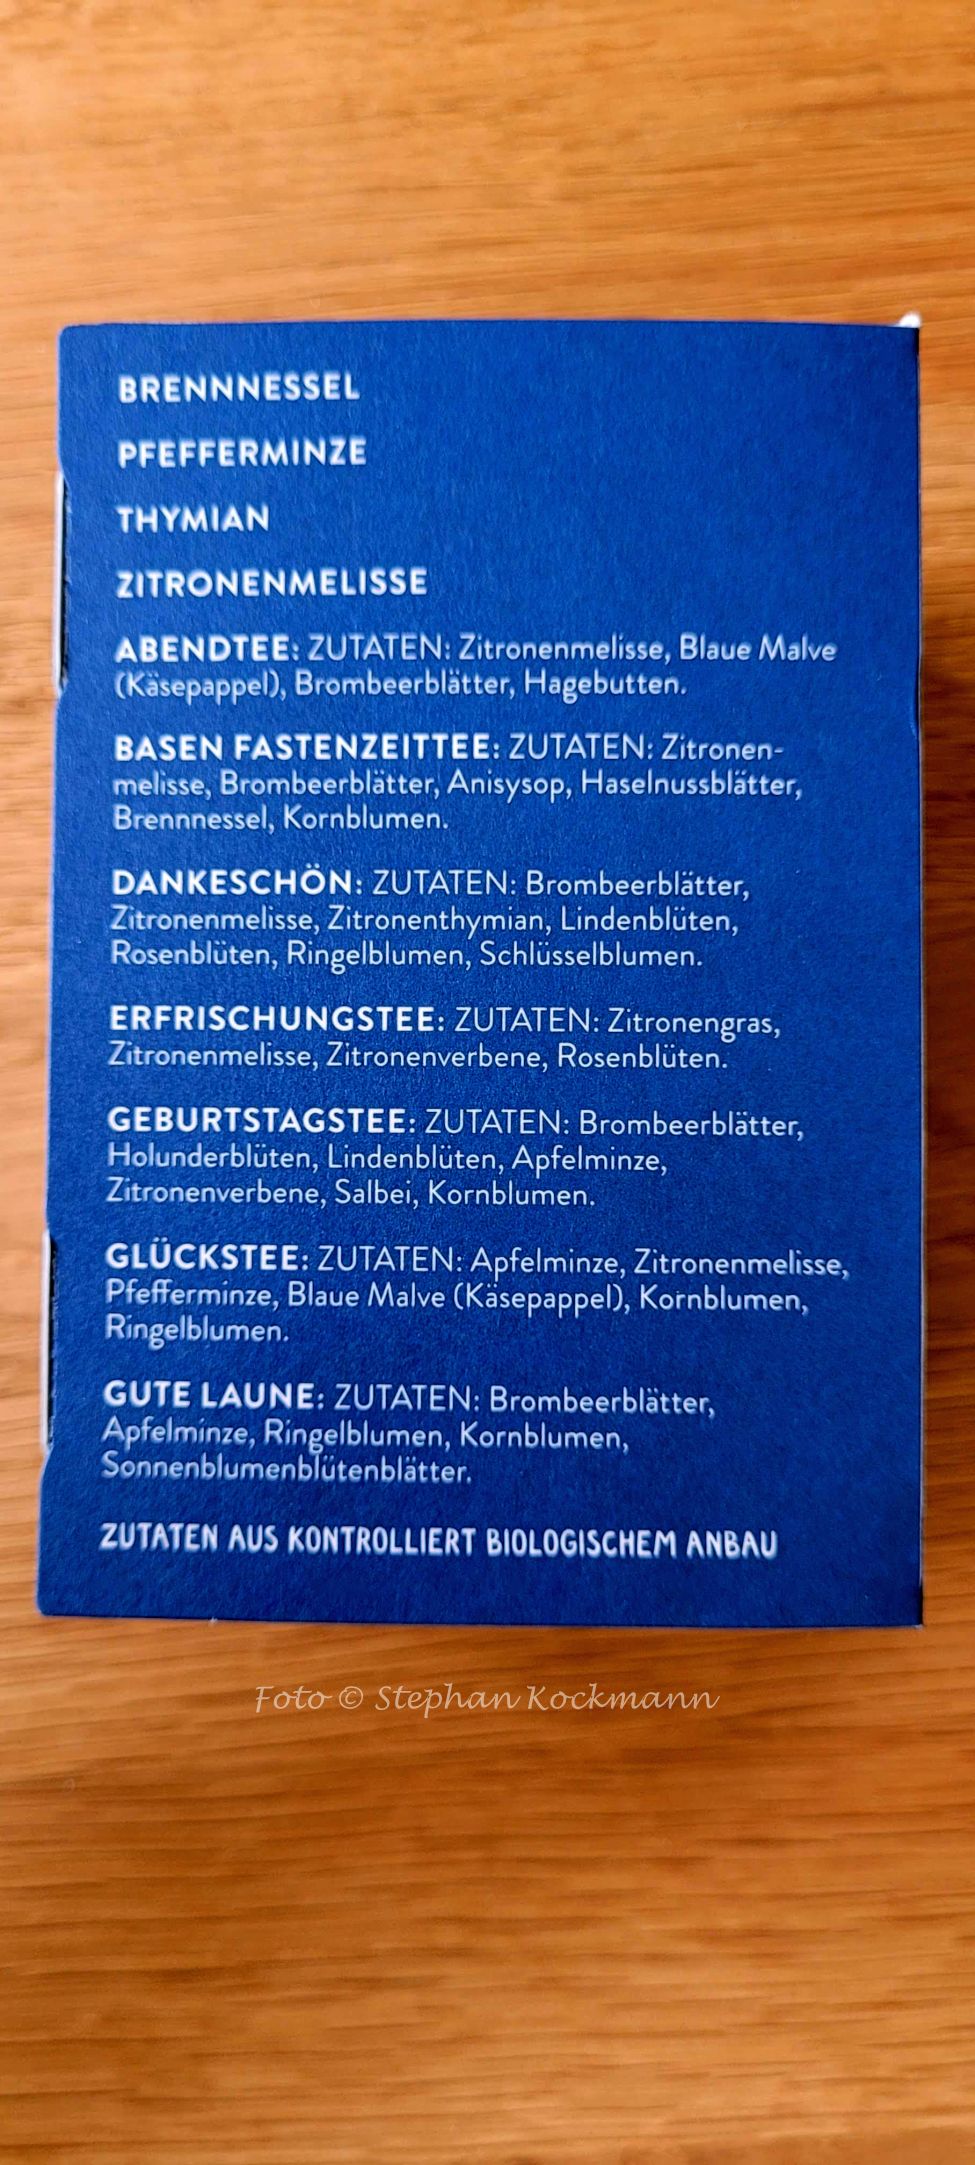 BRENNNESSEL
PFEFFERMINZE
THYMIAN
ZITRONENMELISSE
ABENDTEE: ZUTATEN: Zitronenmelisse, Blaue Malve
(Käsepappel), Brombeerblätter, Hagebutten.
BASEN FASTENZEITTEE: ZUTATEN: Zitronen-
melisse, Brombeerblätter, Anisysop, Haselnussblätter,
Brennnessel, Kornblumen.
DANKESCHÖN: ZUTATEN: Brombeerblätter,
Zitronenmelisse, Zitronenthymian, Lindenblüten,
Rosenblüten, Ringelblumen, Schlüsselblumen.
ERFRISCHUNGSTEE: ZUTATEN: Zitronengras,
Zitronenmelisse, Zitronenverbene, Rosenblüten.
GEBURTSTAGSTEE: ZUTATEN: Brombeerblätter,
Holunderblüten, Lindenblüten, Apfelminze,
Zitronenverbene, Salbei, Kornblumen.
GLÜCKSTEE: ZUTATEN: Apfelminze, Zitronenmelisse,
Pfefferminze, Blaue Malve (Käsepappel), Kornblumen,
Ringelblumen.
GUTE LAUNE: ZUTATEN: Brombeerblätter,
Apfelminze, Ringelblumen, Kornblumen,
Sonnenblumenblütenblätter.
ZUTATEN AUS KONTROLLIERT BIOLOGISCHEM ANBAU
Foto © Stephan Kockmann